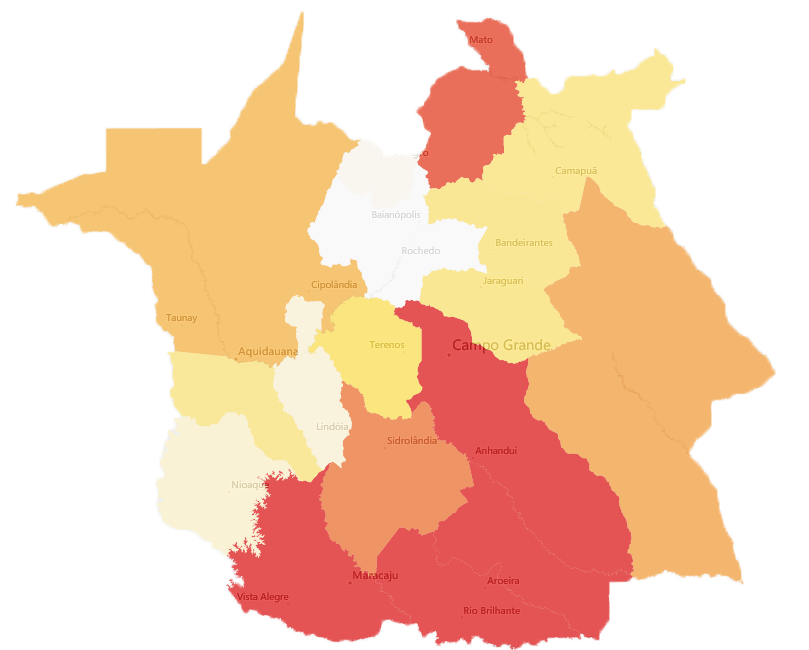 Mato
Camapuã
Baianópolis
Bandeirantes
Rochedo
Jaraguari
Cipolândia
Taunay
Terenos
Campo Grande
Aquidauana
Lindóia
Sidrolândia
Anhanduí
Nioaque
Maracaju
Aroeira
Vista Alegre
Rio Brilhante